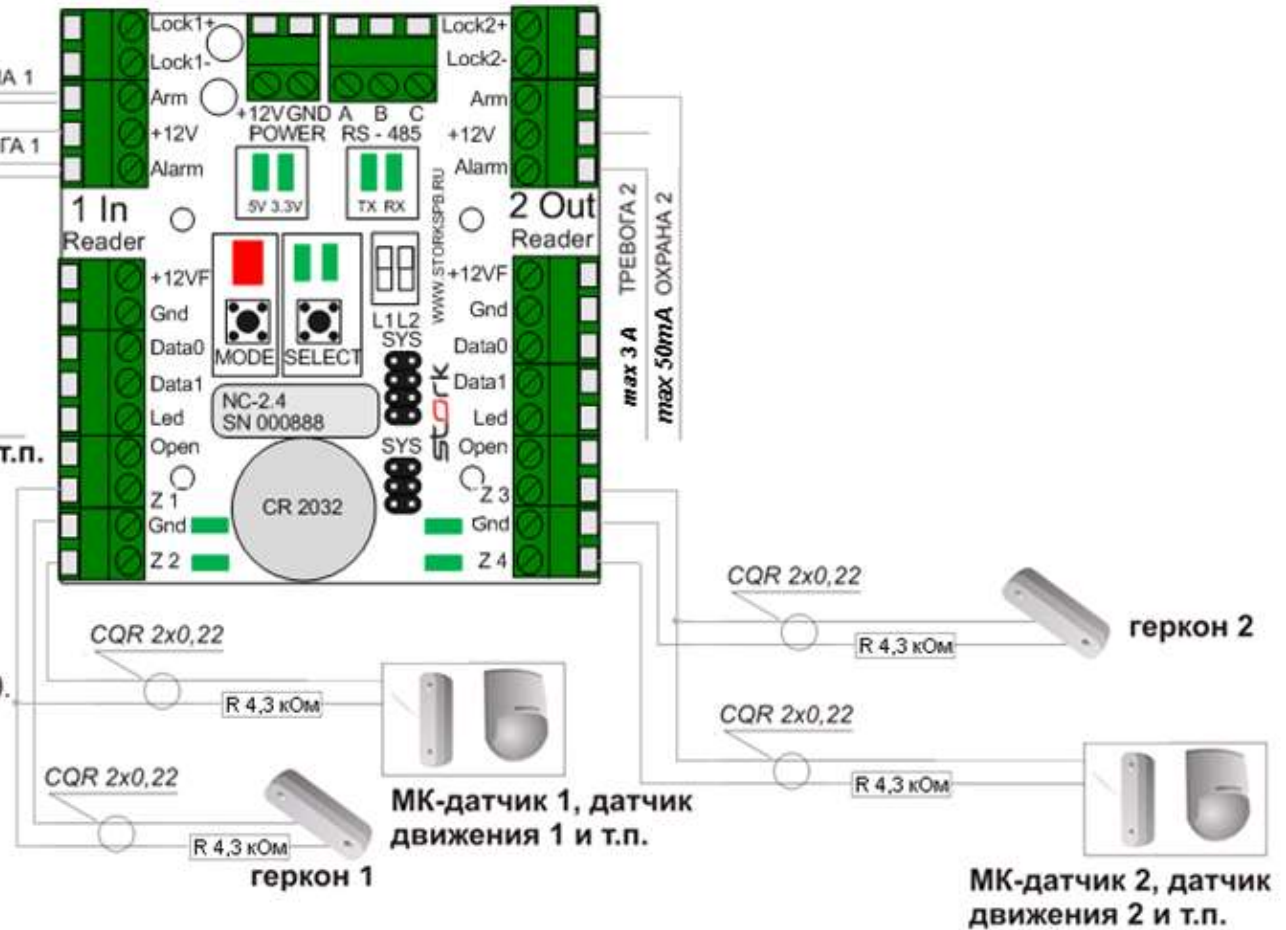 Lock1+
Lock1-
Arm
+12V
Alarm
А 1
ГА 1
+12V GND A B C
POWER RS - 485
5V 3.3V
TX RX
Lock2+
Lock2-
Arm
+12V
Alarm
1 In
Reader
2 Out
Reader
WWW.STORKSPB.RU
ТРЕВОГА 2
max 3 A
ОХРАНА 2
max 50mA
+12VF
Gnd
Data0
Data1
Led
Open
Z 1
Gnd
Z 2
MODE
SELECT
L1 L2
SYS
NC-2.4
SN 000888
SYS
stork
CR 2032
+12VF
Gnd
Data0
Data1
Led
Open
Z 3
Gnd
Z 4
т.п.
).
CQR 2x0,22
R 4,3 кОм
МК-датчик 1, датчик
движения 1 и т.п.
CQR 2x0,22
R 4,3 кОм
геркон 1
CQR 2x0,22
R 4,3 кОм
геркон 2
CQR 2x0,22
R 4,3 кОм
МК-датчик 2, датчик
движения 2 и т.п.